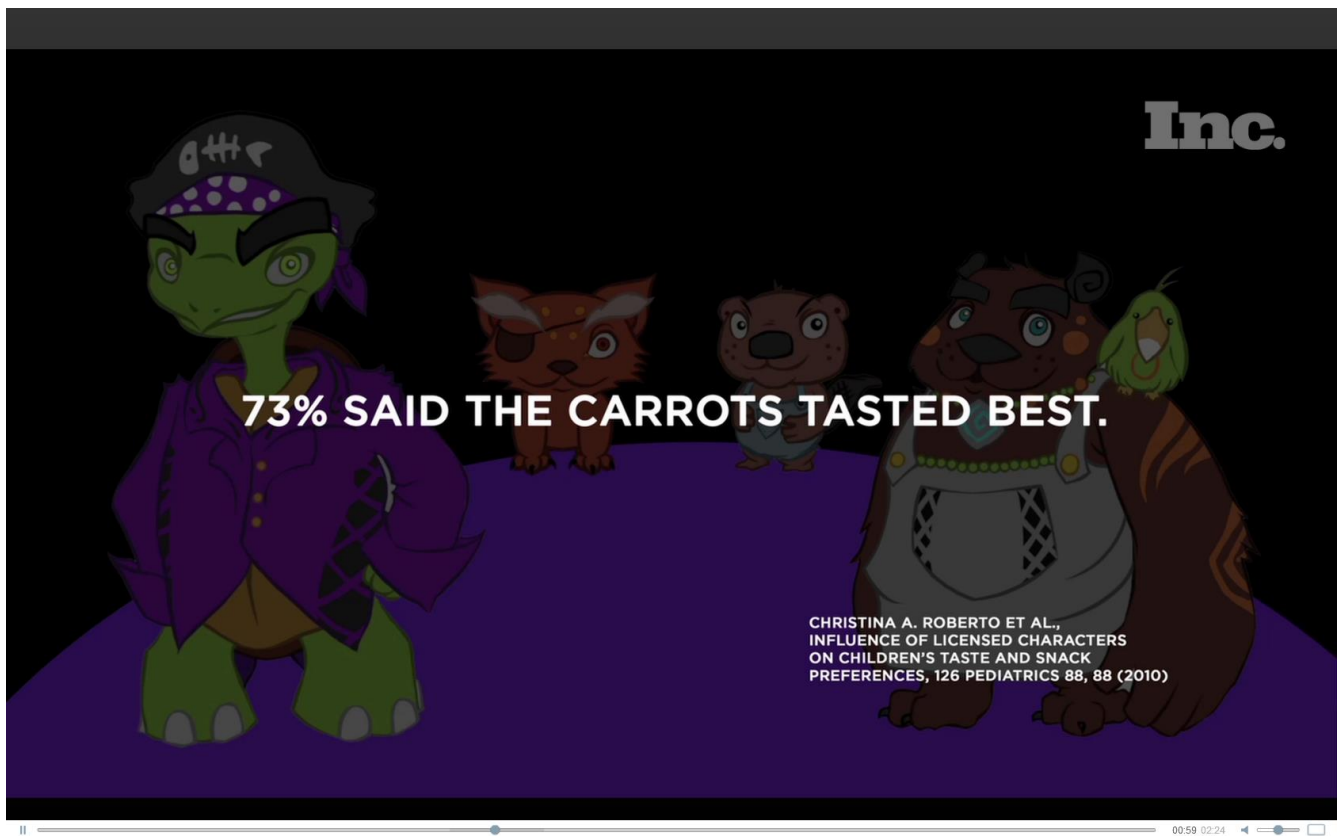 Inc.
73% SAID THE CARROTS TASTED BEST.
CHRISTINA A. ROBERTO ET AL.,
INFLUENCE OF LICENSED CHARACTERS
ON CHILDREN'S TASTE AND SNACK
PREFERENCES, 126 PEDIATRICS 88, 88 (2010)
00:59 02:24